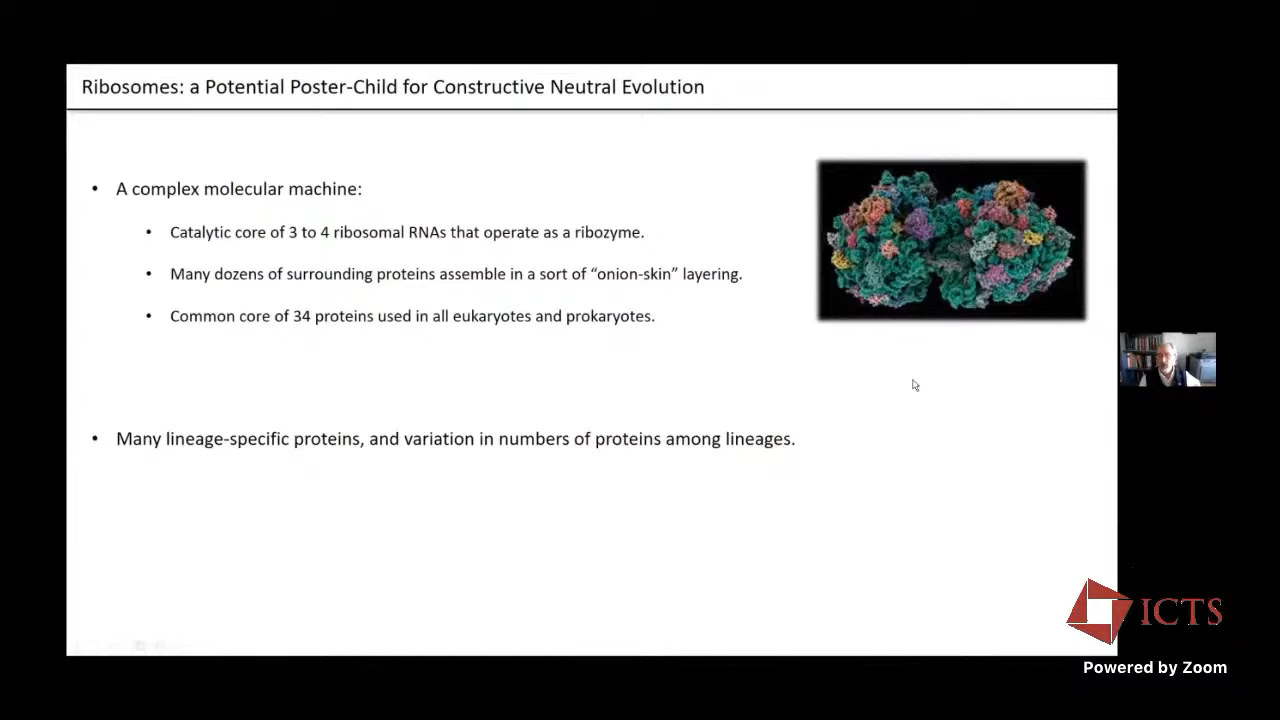 Ribosomes: a Potential Poster-Child for Constructive Neutral Evolution
• A complex molecular machine:
• Catalytic core of 3 to 4 ribosomal RNAs that operate as a ribozyme.
• Many dozens of surrounding proteins assemble in a sort of “onion-skin” layering.
• Common core of 34 proteins used in all eukaryotes and prokaryotes.
• Many lineage-specific proteins, and variation in numbers of proteins among lineages.
ICTS
Powered by Zoom